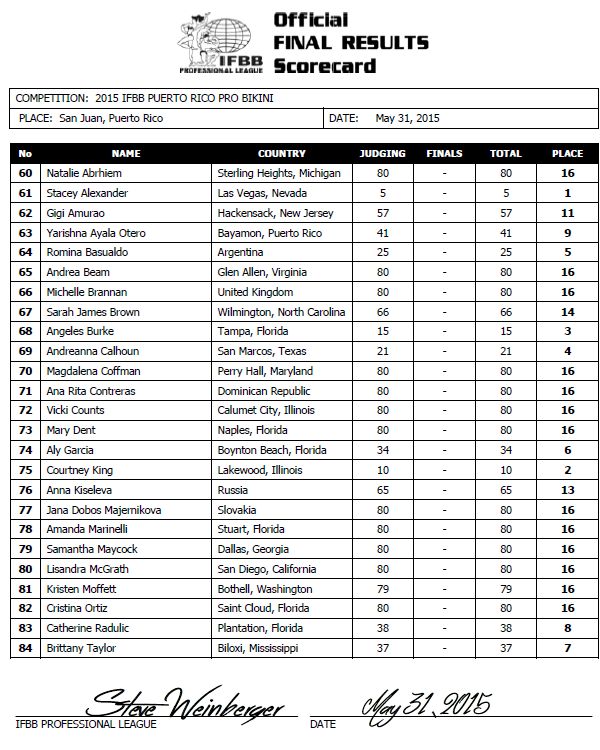 Official
FINAL RESULTS
Scorecard
IFBB
PROFESSIONAL LEAGUE
COMPETITION: 2015 IFBB PUERTO RICO PRO BIKINI
PLACE: San Juan, Puerto Rico DATE: May 31, 2015
No NAME COUNTRY JUDGING FINALS TOTAL PLACE
60 Natalie Abrhiem Sterling Heights, Michigan 80 - 80 16
61 Stacey Alexander Las Vegas, Nevada 5 - 5 1
62 Gigi Amurao Hackensack, New Jersey 57 - 57 11
63 Yarishna Ayala Otero Bayamon, Puerto Rico 41 - 41 9
64 Romina Basualdo Argentina 25 - 25 5
65 Andrea Beam Glen Allen, Virginia 80 - 80 16
66 Michelle Brannan United Kingdom 80 - 80 16
67 Sarah James Brown Wilmington, North Carolina 66 - 66 14
68 Angeles Burke Tampa, Florida 15 - 15 3
69 Andreanna Calhoun San Marcos, Texas 21 - 21 4
70 Magdalena Coffman Perry Hall, Maryland 80 - 80 16
71 Ana Rita Contreras Dominican Republic 80 - 80 16
72 Vicki Counts Calumet City, Illinois 80 - 80 16
73 Mary Dent Naples, Florida 80 - 80 16
74 Aly Garcia Boynton Beach, Florida 34 - 34 6
75 Courtney King Lakewood, Illinois 10 - 10 2
76 Anna Kiseleva Russia 65 - 65 13
77 Jana Dobos Majernikova Slovakia 80 - 80 16
78 Amanda Marinelli Stuart, Florida 80 - 80 16
79 Samantha Maycock Dallas, Georgia 80 - 80 16
80 Lisandra McGrath San Diego, California 80 - 80 16
81 Kristen Moffett Bothell, Washington 79 - 79 16
82 Cristina Ortiz Saint Cloud, Florida 80 - 80 16
83 Catherine Radulic Plantation, Florida 38 - 38 8
84 Brittany Taylor Biloxi, Mississippi 37 - 37 7
Steve Weinberger May 31, 2015
IFBB PROFESSIONAL LEAGUE DATE